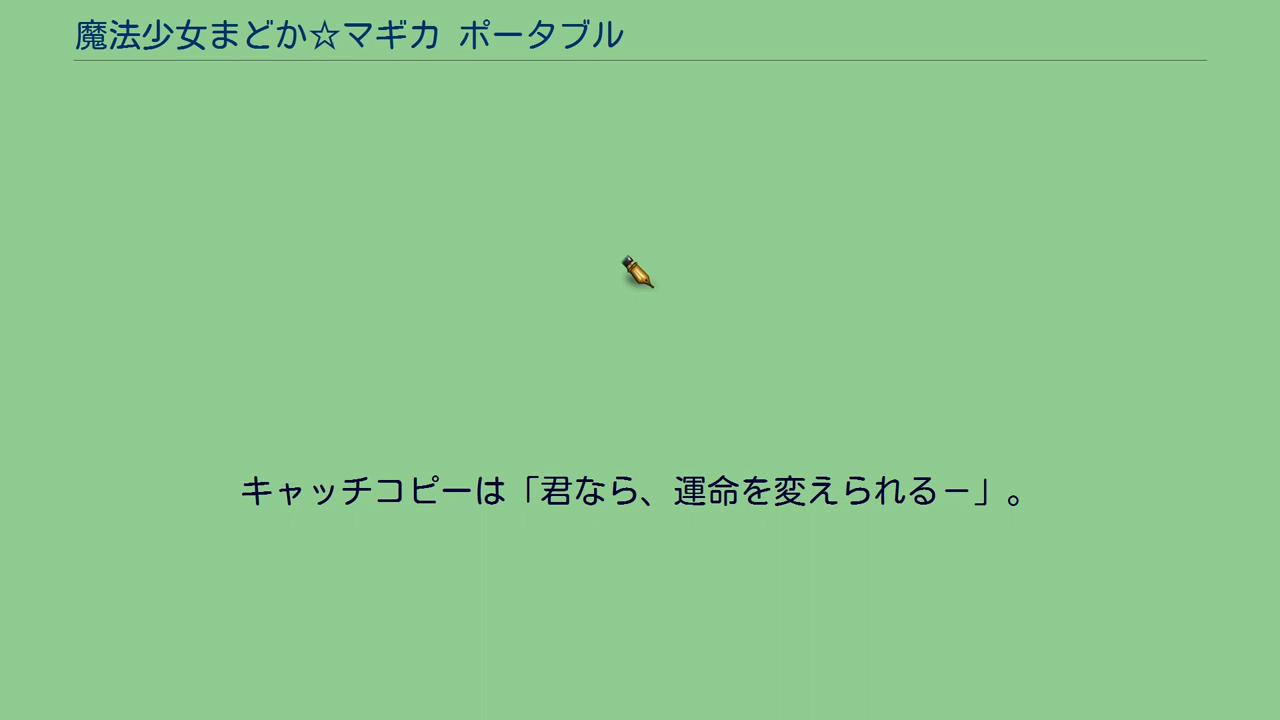 魔法少女まどか☆マギカ ポータブル
キャッチコピーは「君なら、運命を変えられる－」。